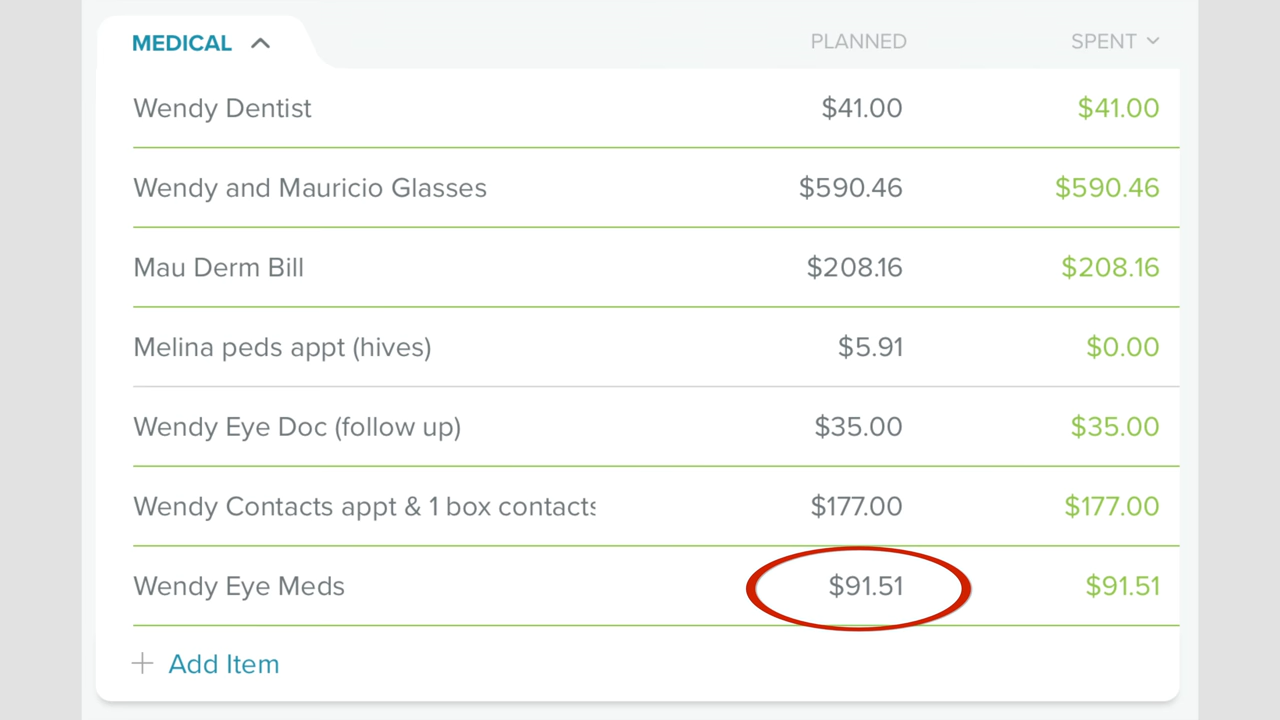 MEDICAL PLANNED SPENT
Wendy Dentist $41.00 $41.00
Wendy and Mauricio Glasses $590.46 $590.46
Mau Derm Bill $208.16 $208.16
Melina peds appt (hives) $5.91 $0.00
Wendy Eye Doc (follow up) $35.00 $35.00
Wendy Contacts appt & 1 box contacts $177.00 $177.00
Wendy Eye Meds $91.51 $91.51
+ Add Item